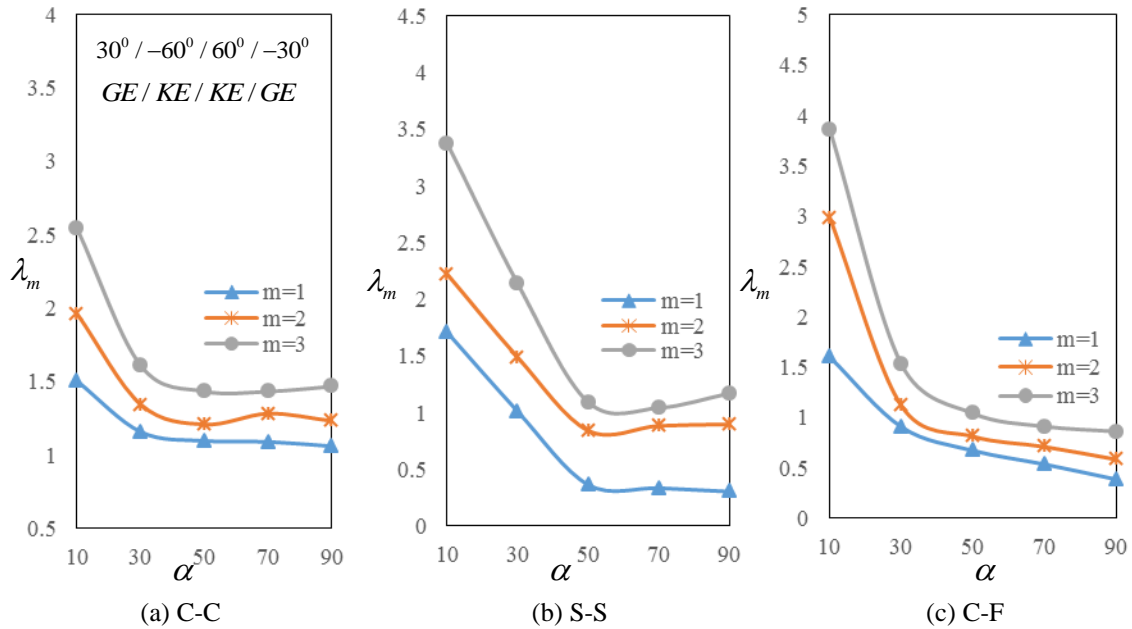 4
3.5
3
2.5
2
1.5
1
0.5
30⁰ / −60⁰ / 60⁰ / −30⁰
GE / KE / KE / GE
λm
m=1
m=2
m=3
10 30 50 70 90
α
(a) C-C
4.5
4
3.5
3
2.5
2
1.5
1
0.5
0
λm
m=1
m=2
m=3
10 30 50 70 90
α
(b) S-S
5
4.5
4
3.5
3
2.5
2
1.5
1
0.5
0
λm
m=1
m=2
m=3
10 30 50 70 90
α
(c) C-F